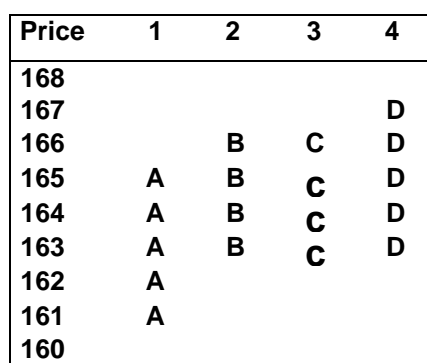 Price 1 2 3 4
168
167 D
166 B C D
165 A B c D
164 A B c D
163 A B c D
162 A
161 A
160